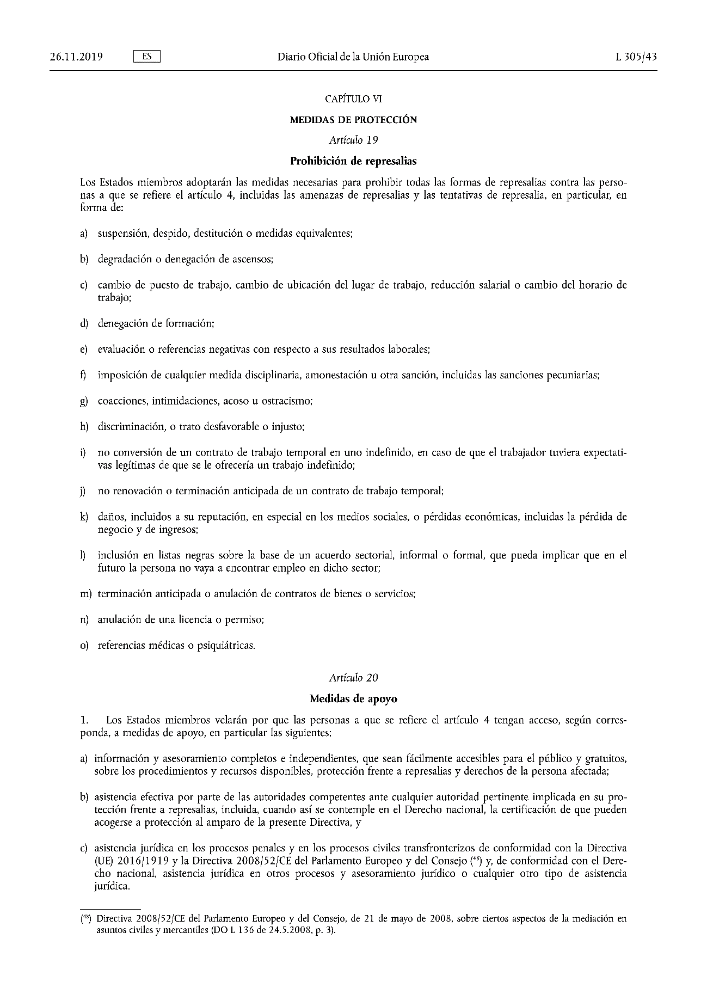 26.11.2019
ES
Diario Oficial de la Unión Europea
L 305/43
CAPÍTULO VI
MEDIDAS DE PROTECCIÓN
Artículo 19
Prohibición de represalias
Los Estados miembros adoptarán las medidas necesarias para prohibir todas las formas de represalias contra las perso-
nas a que se refiere el artículo 4, incluidas las amenazas de represalias y las tentativas de represalia, en particular, en
forma de:
a) suspensión, despido, destitución o medidas equivalentes;
b) degradación o denegación de ascensos;
c) cambio de puesto de trabajo, cambio de ubicación del lugar de trabajo, reducción salarial o cambio del horario de
trabajo;
d) denegación de formación;
e) evaluación o referencias negativas con respecto a sus resultados laborales;
f) imposición de cualquier medida disciplinaria, amonestación u otra sanción, incluidas las sanciones pecuniarias;
g) coacciones, intimidaciones, acoso u ostracismo;
h) discriminación, o trato desfavorable o injusto;
i) no conversión de un contrato de trabajo temporal en uno indefinido, en caso de que el trabajador tuviera expectati-
vas legítimas de que se le ofrecería un trabajo indefinido;
j) no renovación o terminación anticipada de un contrato de trabajo temporal;
k) daños, incluidos a su reputación, en especial en los medios sociales, o pérdidas económicas, incluidas la pérdida de
negocio y de ingresos;
l) inclusión en listas negras sobre la base de un acuerdo sectorial, informal o formal, que pueda implicar que en el
futuro la persona no vaya a encontrar empleo en dicho sector;
m) terminación anticipada o anulación de contratos de bienes o servicios;
n) anulación de una licencia o permiso;
o) referencias médicas o psiquiátricas.
Artículo 20
Medidas de apoyo
1. Los Estados miembros velarán por que las personas a que se refiere el artículo 4 tengan acceso, según corres-
ponda, a medidas de apoyo, en particular las siguientes:
a) información y asesoramiento completos e independientes, que sean fácilmente accesibles para el público y gratuitos,
sobre los procedimientos y recursos disponibles, protección frente a represalias y derechos de la persona afectada;
b) asistencia efectiva por parte de las autoridades competentes ante cualquier autoridad pertinente implicada en su pro-
tección frente a represalias, incluida, cuando así se contemple en el Derecho nacional, la certificación de que pueden
acogerse a protección al amparo de la presente Directiva, y
c) asistencia jurídica en los procesos penales y en los procesos civiles transfronterizos de conformidad con la Directiva
(UE) 2016/1919 y la Directiva 2008/52/CE del Parlamento Europeo y del Consejo (⁴⁸) y, de conformidad con el Dere-
cho nacional, asistencia jurídica en otros procesos y asesoramiento jurídico o cualquier otro tipo de asistencia
jurídica.
(⁴⁸) Directiva 2008/52/CE del Parlamento Europeo y del Consejo, de 21 de mayo de 2008, sobre ciertos aspectos de la mediación en
asuntos civiles y mercantiles (DO L 136 de 24.5.2008, p. 3).